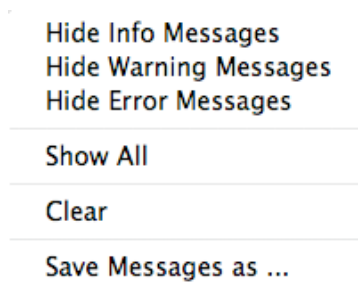 Hide Info Messages
Hide Warning Messages
Hide Error Messages
Show All
Clear
Save Messages as ...